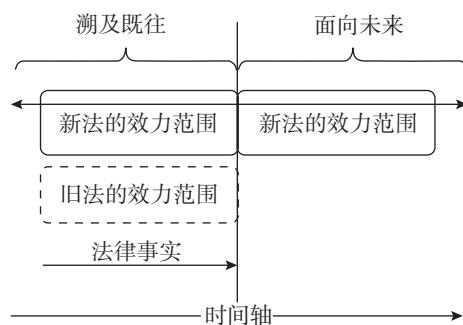 溯及既往 面向未来
新法的效力范围 新法的效力范围
旧法的效力范围
法律事实
时间轴